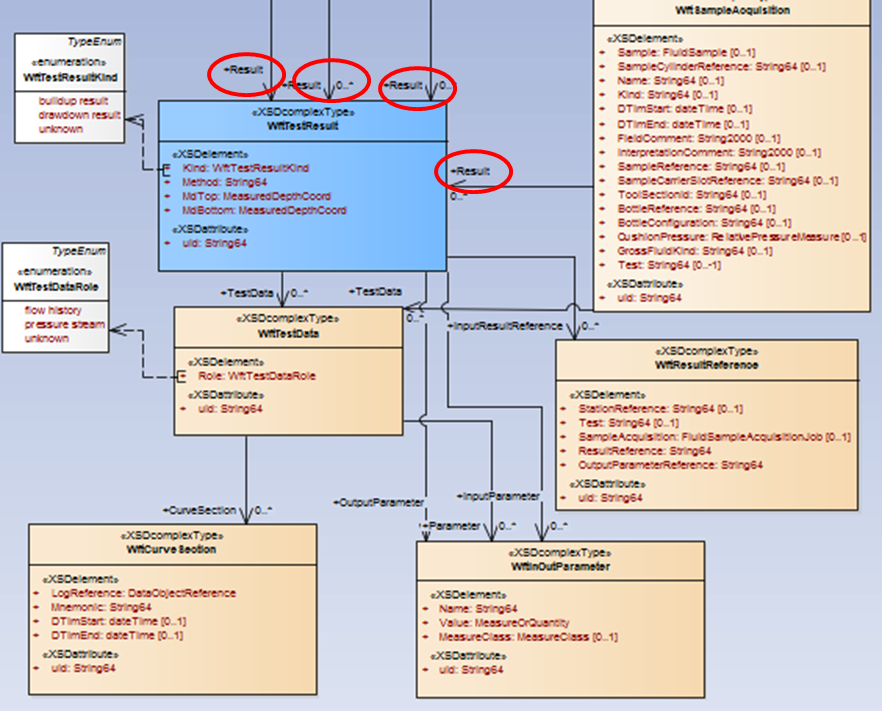 WftSampleAcquisition
«XSDelement»
Sample: FluidSample [0..1]
SampleCylinderReference: String64 [0..1]
Name: String64 [0..1]
Kind: String64 [0..1]
DTimStart: dateTime [0..1]
DTimEnd: dateTime [0..1]
FieldComment: String2000 [0..1]
InterpretationComment: String2000 [0..1]
SampleReference: String64 [0..1]
SampleCarrierSlotReference: String64 [0..1]
ToolSectionId: String64 [0..1]
BottleReference: String64 [0..1]
BottleConfiguration: String64 [0..1]
CushionPressure: RelativePressureMeasure [0..1]
GrossFluidKind: String64 [0..1]
Test: String64 [0..-1]
«XSDattribute»
uid: String64
TypeEnum
«enumeration»
WftTestResultKind
buildup result
drawdown result
unknown
+Result
+Result
0..*
+Result
0..
«XSDcomplexType»
WftTestResult
«XSDelement»
Kind: WftTestResultKind
Method: String64
MdTop: MeasuredDepthCoord
MdBottom: MeasuredDepthCoord
«XSDattribute»
uid: String64
+Result
0..*
TypeEnum
«enumeration»
WftTestDataRole
flow history
pressure stream
unknown
+TestData
0..*
+TestData
0..*
+InputResultReference
0..*
«XSDcomplexType»
WftTestData
«XSDelement»
Role: WftTestDataRole
«XSDattribute»
uid: String64
«XSDcomplexType»
WftResultReference
«XSDelement»
StationReference: String64 [0..1]
Test: String64 [0..1]
SampleAcquisition: FluidSampleAcquisitionJob [0..1]
ResultReference: String64
OutputParameterReference: String64
«XSDattribute»
uid: String64
+CurveSection
0..*
+OutputParameter
+InputParameter
+Parameter
0..*
0..*
«XSDcomplexType»
WftCurveSection
«XSDelement»
LogReference: DataObjectReference
Mnemonic: String64
DTimStart: dateTime [0..1]
DTimEnd: dateTime [0..1]
«XSDattribute»
uid: String64
«XSDcomplexType»
WftInOutParameter
«XSDelement»
Name: String64
Value: MeasureOrQuantity
MeasureClass: MeasureClass [0..1]
«XSDattribute»
uid: String64